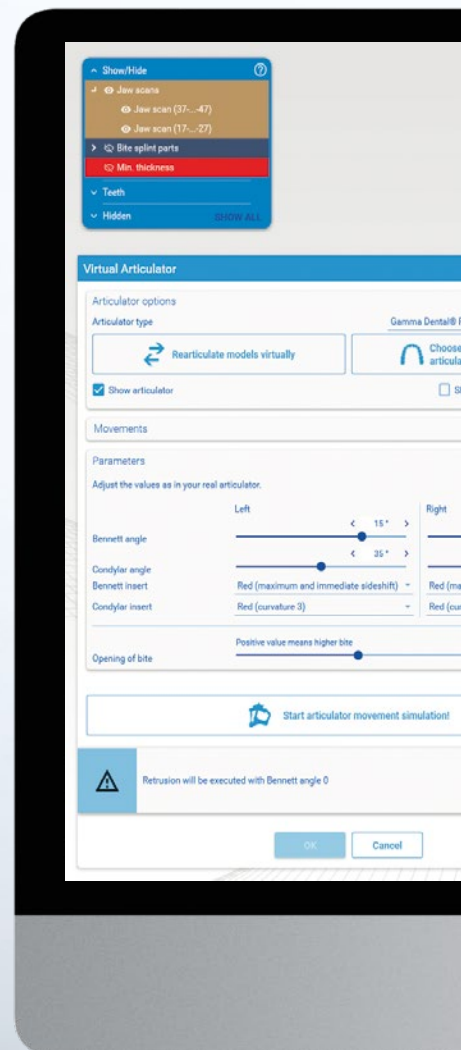 Show/Hide
Jaw scans
Jaw scan (37-...-47)
Jaw scan (17-...-27)
Bite splint parts
Min. thickness
Teeth
Hidden SHOW ALL
Virtual Articulator
Articulator options
Articulator type Gamma Dental®
Rearticulate models virtually Choose
Show articulator
Movements
Parameters
Adjust the values as in your real articulator.
Left Right
Bennett angle 15°
Condylar angle 35°
Bennett insert Red (maximum and immediate sideshift) Red
Condylar insert Red (curvature 3) Red
Positive value means higher bite
Opening of bite
Start articulator movement simulation!
Retrusion will be executed with Bennett angle 0
OK Cancel